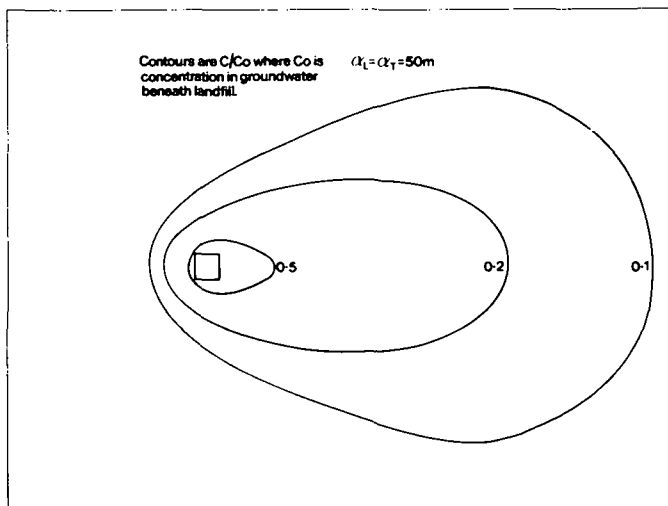 Contours are C/Co where Co is
concentration in groundwater
beneath landfill.
αL=αT=50m
0·5
0·2
0·1